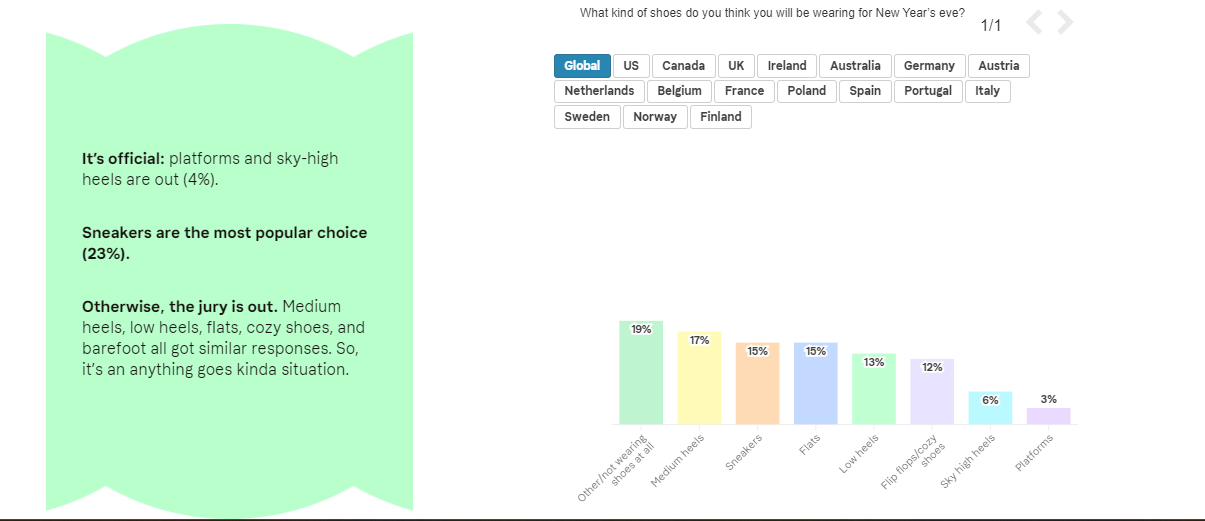 It's official: platforms and sky-high
heels are out (4%).
Sneakers are the most popular choice
(23%).
Otherwise, the jury is out. Medium
heels, low heels, flats, cozy shoes, and
barefoot all got similar responses. So,
it's an anything goes kinda situation.
What kind of shoes do you think you will be wearing for New Year's eve?
1/1
Global US Canada UK Ireland Australia Germany Austria
Netherlands Belgium France Poland Spain Portugal Italy
Sweden Norway Finland
19% 17% 15% 15% 13% 12% 6% 3%
Other/not wearing
shoes at all
Medium heels
Sneakers
Flats
Low heels
Flip flops/cozy
shoes
Sky high heels
Platforms